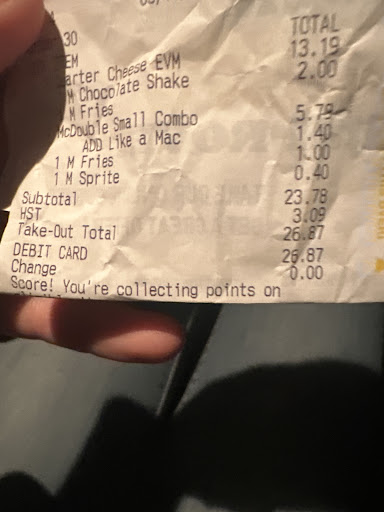 TOTAL
30
EM
arter Cheese EVM 13.19
M Chocolate Shake 2.00
M Fries
McDouble Small Combo 5.79
ADD Like a Mac 1.40
1 M Fries 1.00
1 M Sprite 0.40
Subtotal 23.78
HST 3.09
Take-Out Total 26.87
DEBIT CARD 26.87
Change 0.00
Score! You're collecting points on